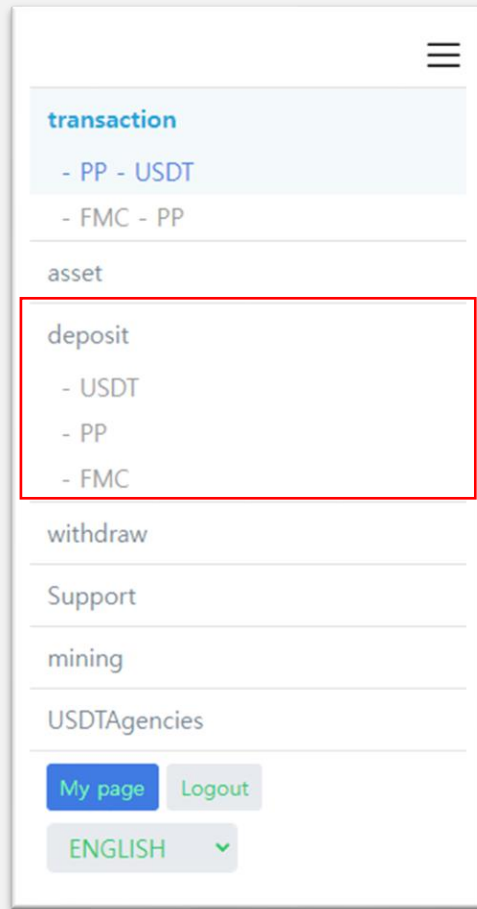 transaction
- PP - USDT
- FMC - PP
asset
deposit
- USDT
- PP
- FMC
withdraw
Support
mining
USDTAgencies
My page Logout
ENGLISH